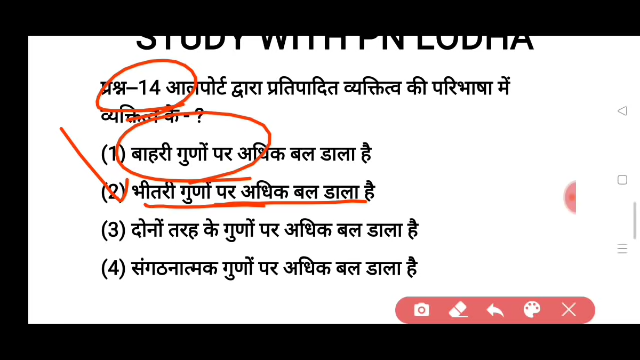 STUDY WITH PN LODHA
प्रश्न–14 आलपोर्ट द्वारा प्रतिपादित व्यक्तित्व की परिभाषा में
व्यक्तित्व के - ?
(1) बाहरी गुणों पर अधिक बल डाला है
(2) भीतरी गुणों पर अधिक बल डाला है
(3) दोनों तरह के गुणों पर अधिक बल डाला है
(4) संगठनात्मक गुणों पर अधिक बल डाला है